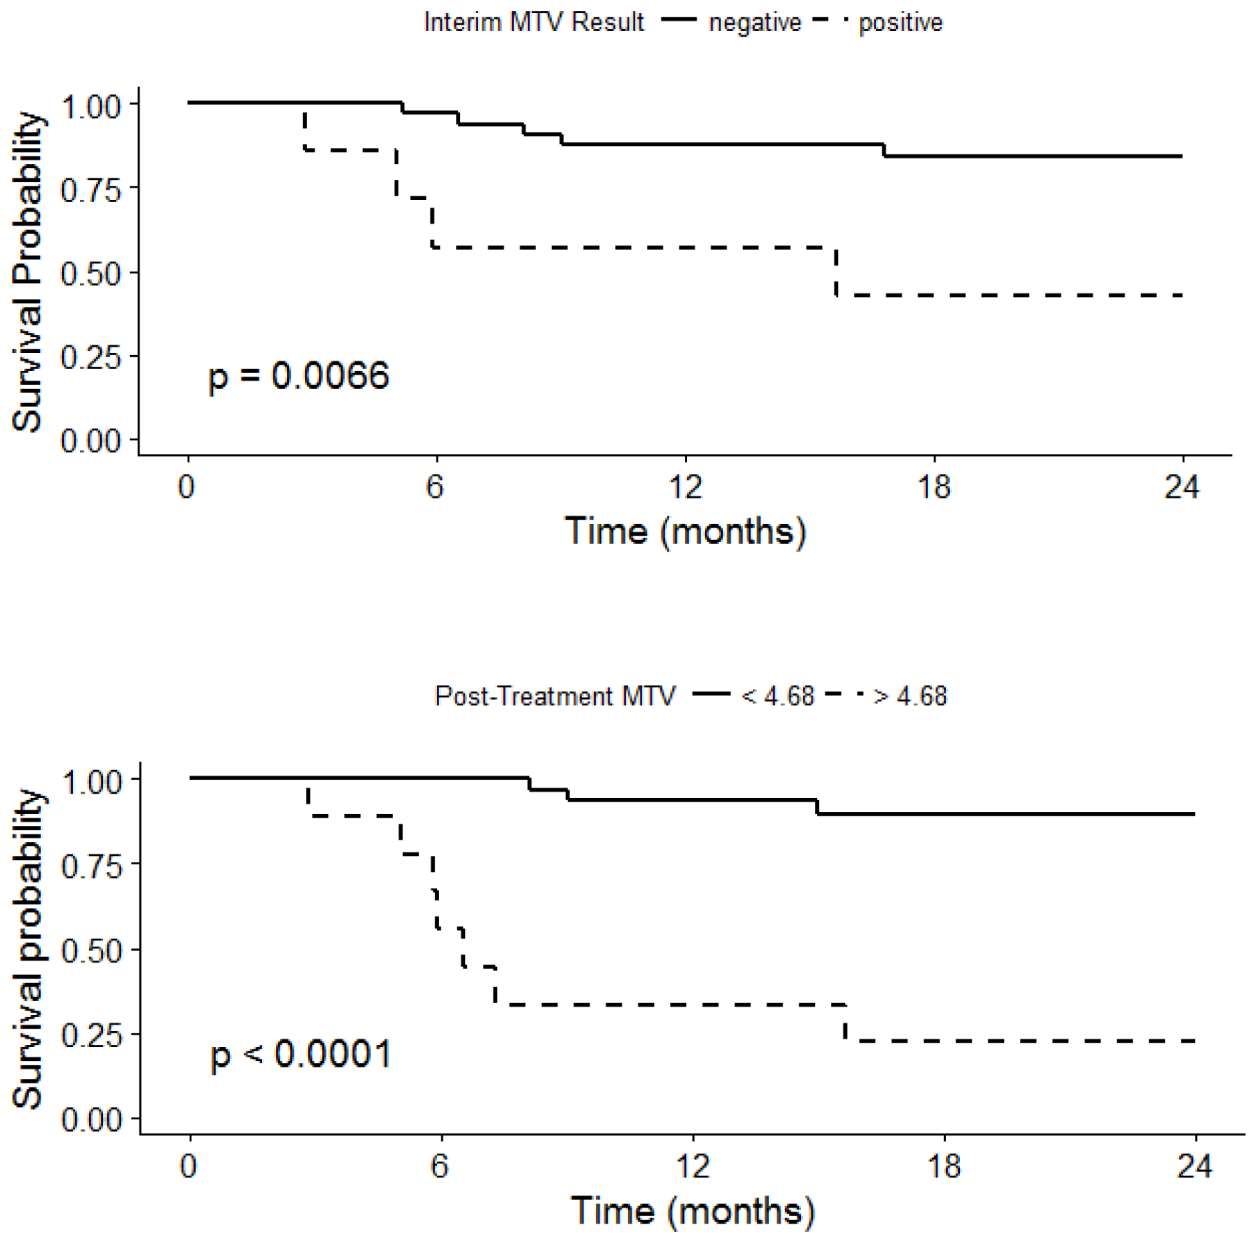 Interim MTV Result negative positive
1.00
0.75
0.50
0.25
0.00
Survival Probability
p = 0.0066
0 6 12 18 24
Time (months)
Post-Treatment MTV < 4.68 > 4.68
1.00
0.75
0.50
0.25
0.00
Survival probability
p < 0.0001
0 6 12 18 24
Time (months)